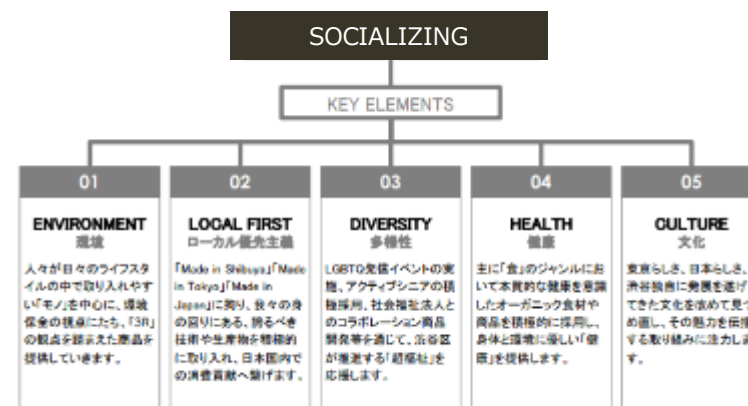 SOCIALIZING
KEY ELEMENTS
01
ENVIRONMENT
環境
人々が日々のライフスタ
イルの中で取り入れやす
い「モノ」を中心に、環境
保全の視点にたち、「3R」
の観点を踏まえた商品を
提供していきます。
02
LOCAL FIRST
ローカル優先主義
「Made in Shibuya」「Made
in Tokyo」「Made in
Japan」に拘り、我々の身
の回りにある、誇るべき
技術や生産物を積極的
に取り入れ、日本国内で
の消費貢献へ繋げます。
03
DIVERSITY
多様性
LGBTQ発信イベントの実
施、アクティブシニアの積
極採用、社会福祉法人と
のコラボレーション商品
開発等を通じて、渋谷区
が推進する「超福祉」を
応援します。
04
HEALTH
健康
主に「食」のジャンルにお
いて本質的な健康を意識
したオーガニック食材や
商品を積極的に採用し、
身体と環境に優しい「健
康」を提供します。
05
CULTURE
文化
東京らしさ、日本らしさ、
渋谷独自に発展を遂げ
てきた文化を改めて見つ
め直し、その魅力を伝播
する取り組みに注力しま
す。